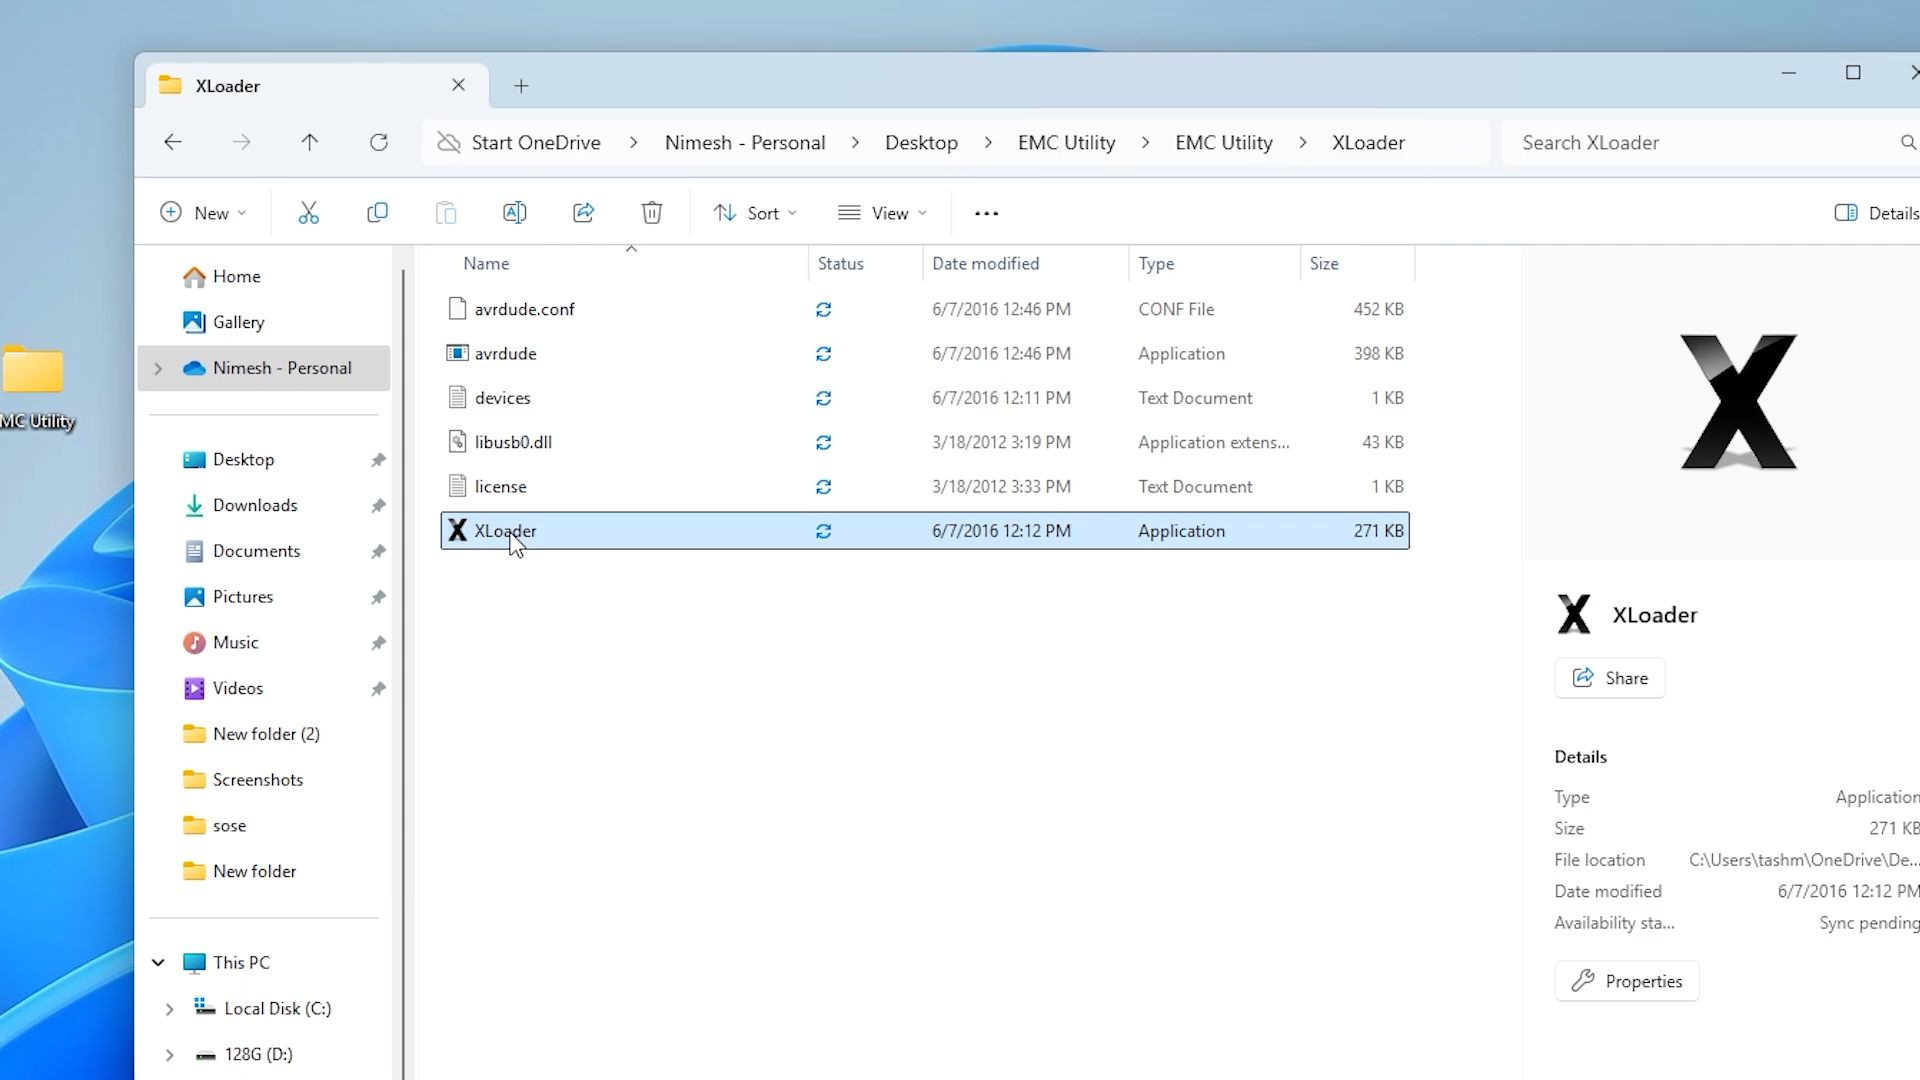 XLoader
Start OneDrive > Nimesh - Personal > Desktop > EMC Utility > EMC Utility > XLoader
Search XLoader
New
Sort
View
Details
Name Status Date modified Type Size
avrdude.conf 6/7/2016 12:46 PM CONF File 452 KB
avrdude 6/7/2016 12:46 PM Application 398 KB
devices 6/7/2016 12:11 PM Text Document 1 KB
libusb0.dll 3/18/2012 3:19 PM Application extens... 43 KB
license 3/18/2012 3:33 PM Text Document 1 KB
XLoader 6/7/2016 12:12 PM Application 271 KB
Home
Gallery
Nimesh - Personal
Desktop
Downloads
Documents
Pictures
Music
Videos
New folder (2)
Screenshots
sose
New folder
This PC
Local Disk (C:)
128G (D:)
MC Utility
XLoader
Share
Details
Type Application
Size 271 KB
File location C:\Users\tashm\OneDrive\De...
Date modified 6/7/2016 12:12 PM
Availability sta... Sync pending
Properties